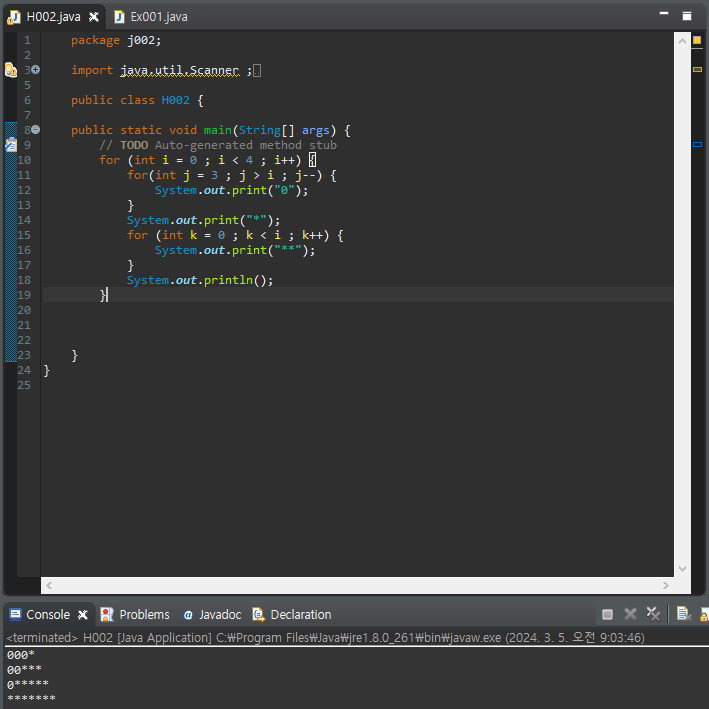 H002.java Ex001.java
1 package j002;
2
3 import java.util.Scanner ;
5
6 public class H002 {
7
8 public static void main(String[] args) {
9 // TODO Auto-generated method stub
10 for (int i = 0 ; i < 4 ; i++) {
11 for(int j = 3 ; j > i ; j--) {
12 System.out.print("0");
13 }
14 System.out.print("*");
15 for (int k = 0 ; k < i ; k++) {
16 System.out.print("**");
17 }
18 System.out.println();
19 }
20
21
22
23 }
24 }
25
Console Problems @ Javadoc Declaration
<terminated> H002 [Java Application] C:₩Program Files₩Java₩jre1.8.0_261₩bin₩javaw.exe (2024. 3. 5. 오전 9:03:46)
000*
00***
0*****
*******